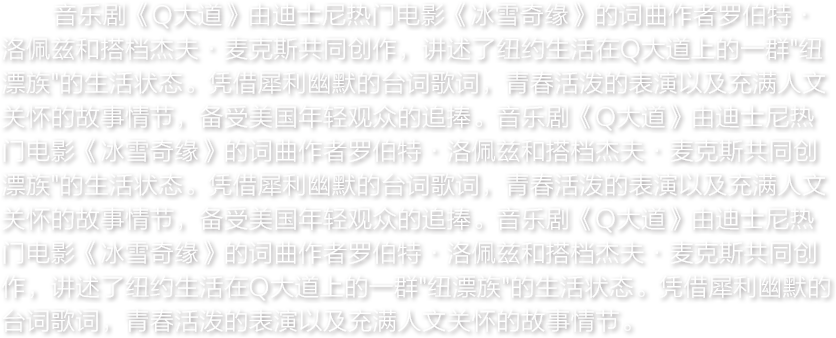 音乐剧《Q大道》由迪士尼热门电影《冰雪奇缘》的词曲作者罗伯特·
洛佩兹和搭档杰夫·麦克斯共同创作，讲述了纽约生活在Q大道上的一群"纽
票族"的生活状态。凭借犀利幽默的台词歌词，青春活泼的表演以及充满人文
关怀的故事情节，备受美国年轻观众的追捧。音乐剧《Q大道》由迪士尼热
门电影《冰雪奇缘》的词曲作者罗伯特·洛佩兹和搭档杰夫·麦克斯共同创
票族"的生活状态。凭借犀利幽默的台词歌词，青春活泼的表演以及充满人文
关怀的故事情节，备受美国年轻观众的追捧。音乐剧《Q大道》由迪士尼热
门电影《冰雪奇缘》的词曲作者罗伯特·洛佩兹和搭档杰夫·麦克斯共同创
作，讲述了纽约生活在Q大道上的一群"纽票族"的生活状态。凭借犀利幽默的
台词歌词，青春活泼的表演以及充满人文关怀的故事情节。